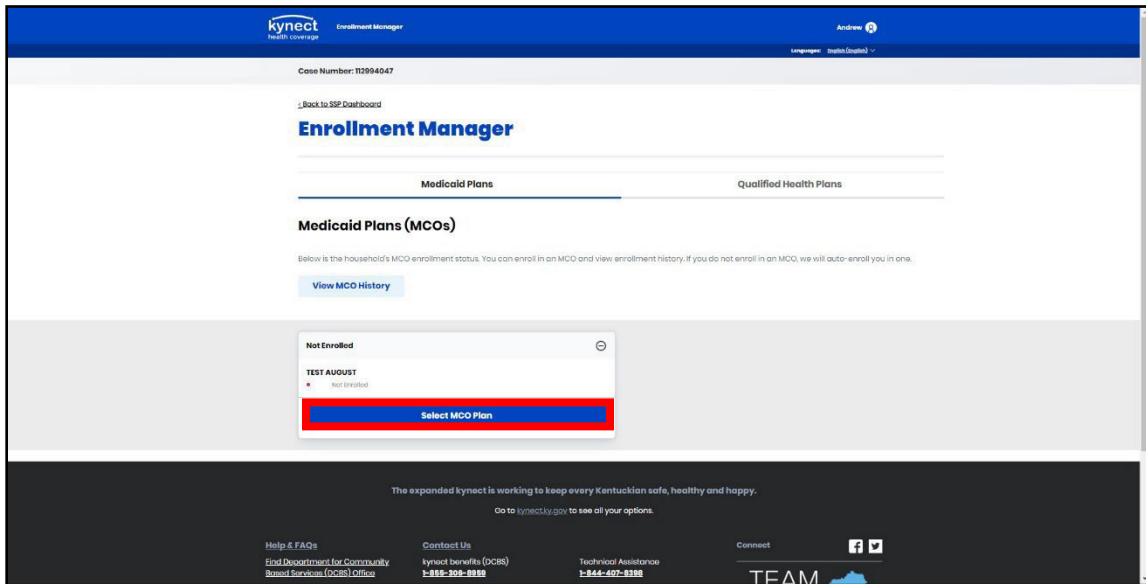 kynect
health coverage
Enrollment Manager
Andrew
Languages: English (English)
Case Number: 112994047
Back to SSP Dashboard
Enrollment Manager
Medicaid Plans
Qualified Health Plans
Medicaid Plans (MCOs)
Below is the household's MCO enrollment status. You can enroll in an MCO and view enrollment history. If you do not enroll in an MCO, we will auto-enroll you in one.
View MCO History
Not Enrolled
TEST AUGUST
Not Enrolled
Select MCO Plan
The expanded kynect is working to keep every Kentuckian safe, healthy and happy.
Go to kynect.ky.gov to see all your options.
Help & FAQs
Find Department for Community
Based Services (DCBS) Office
Contact Us
kynect benefits (DCBS)
1-855-306-8959
Technical Assistance
1-844-407-8398
Connect
TEAM